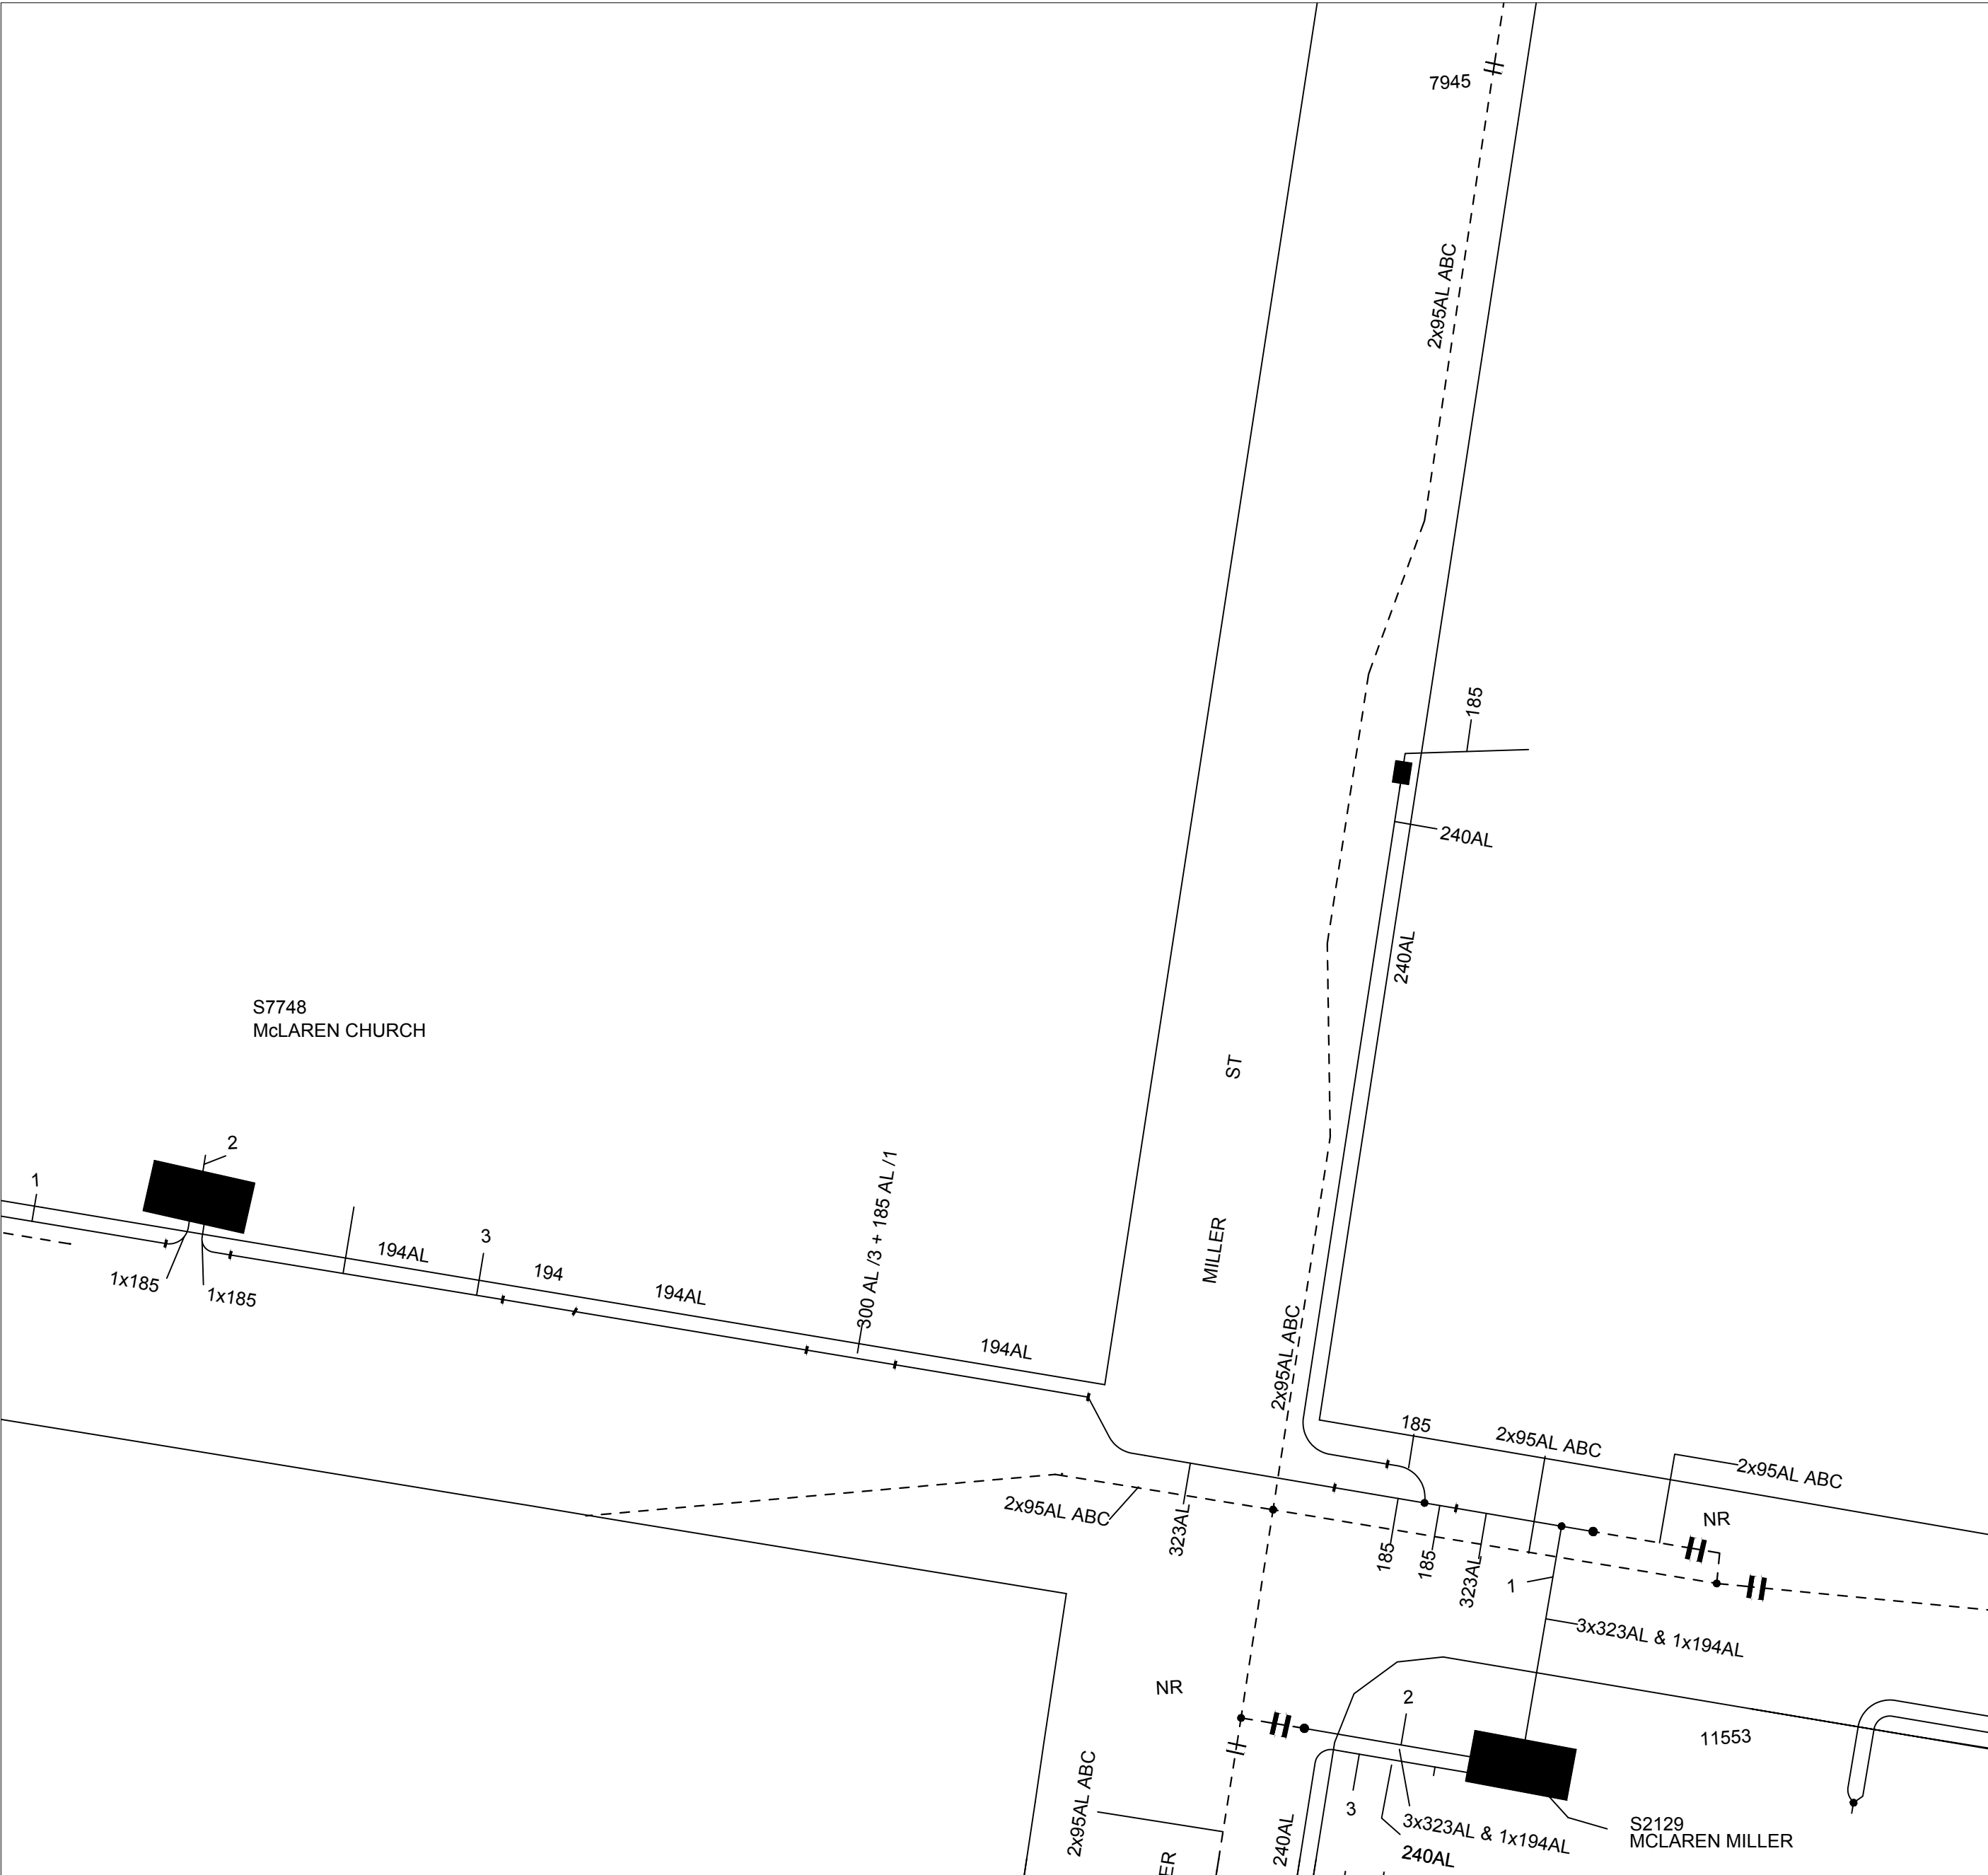 7945
2x95AL ABC
185
240AL
240AL
S7748
McLAREN CHURCH
ST
MILLER
2
1
1x185
1x185
194AL
3
194
194AL
300 AL /3 + 185 AL /1
194AL
2x95AL ABC
185
2x95AL ABC
2x95AL ABC
NR
2x95AL ABC
323AL
185
185
323AL
1
3x323AL & 1x194AL
NR
2
11553
2x95AL ABC
240AL
3
3x323AL & 1x194AL
240AL
S2129
MCLAREN MILLER
ER